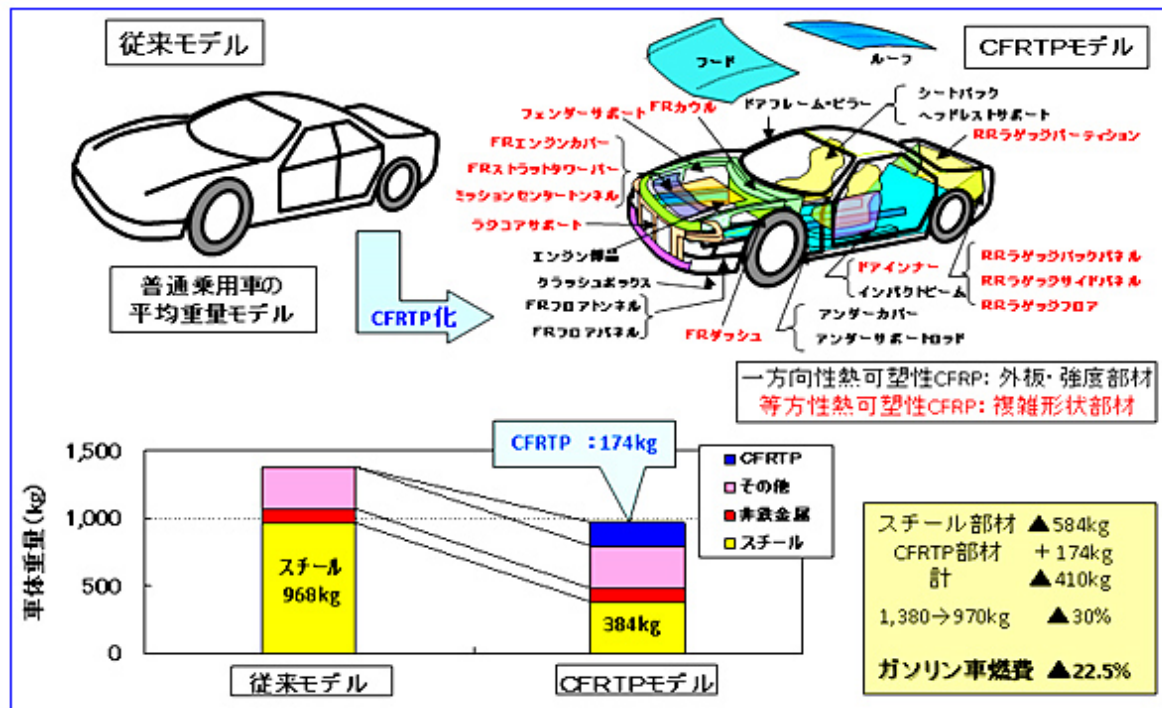 従来モデル
普通乗用車の
平均重量モデル
CFRTP化
CFRTPモデル
フード
ルーフ
フェンダーサポート
FRカウル
ドアフレーム・ピラー
シートバック
ヘッドレストサポート
RRラゲッジパーティション
FRエンジンカバー
FRストラットタワーバー
ミッションセンタートンネル
ラジコアサポート
エンジン部品
クラッシュボックス
FRフロアトンネル
FRフロアパネル
FRダッシュ
ドアインナー
インパクトビーム
アンダーカバー
アンダーサポートロッド
RRラゲッジバックパネル
RRラゲッジサイドパネル
RRラゲッジフロア
一方向性熱可塑性CFRP：外板・強度部材
等方性熱可塑性CFRP：複雑形状部材
車体重量(kg)
1,500
1,000
500
0
スチール
968kg
384kg
従来モデル
CFRTPモデル
CFRTP ：174kg
CFRTP
その他
非鉄金属
スチール
スチール部材 ▲584kg
CFRTP部材 +174kg
計 ▲410kg
1,380→970kg ▲30%
ガソリン車燃費 ▲22.5%